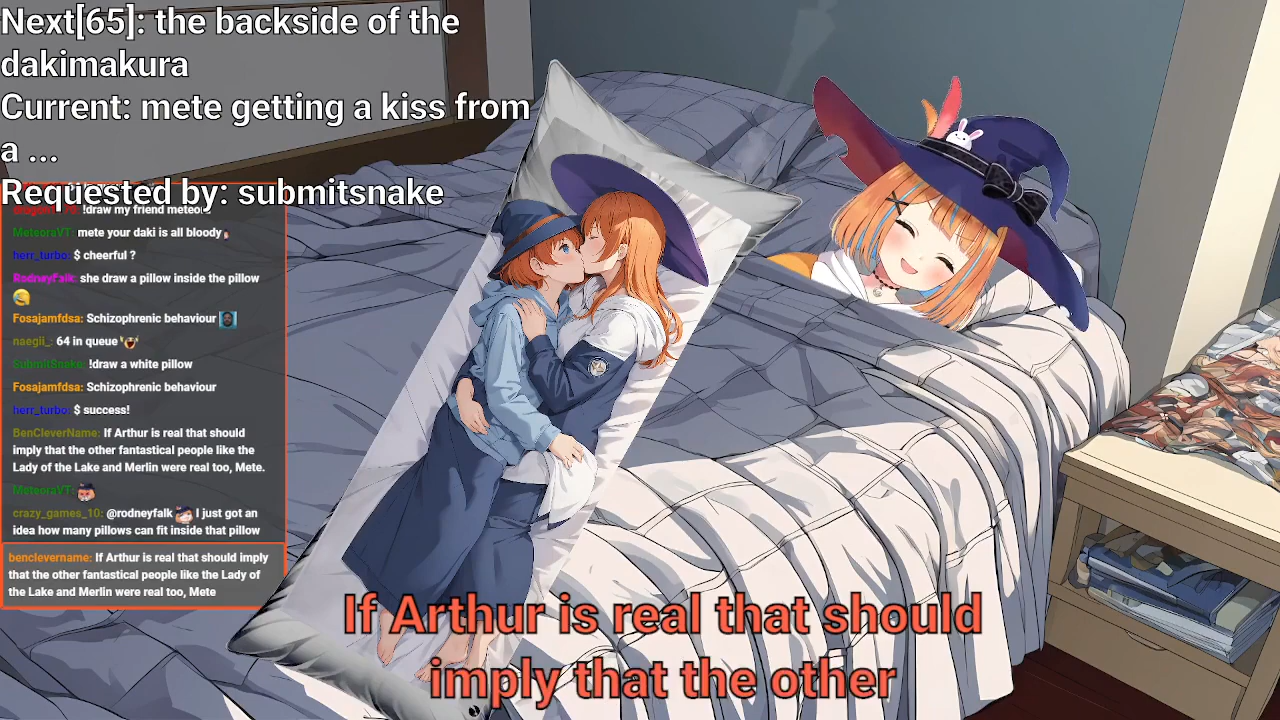 Next[65]: the backside of the
dakimakura
Current: mete getting a kiss from
a ...
Requested by: submitsnake
!draw my friend meteor
MeteoraVT: mete your daki is all bloody
herr_turbo: $ cheerful ?
RodneyFalk: she draw a pillow inside the pillow
Fosajamfdsa: Schizophrenic behaviour
naegii_: 64 in queue
SubmitSnake: !draw a white pillow
Fosajamfdsa: Schizophrenic behaviour
herr_turbo: $ success!
BenCleverName: If Arthur is real that should
imply that the other fantastical people like the
Lady of the Lake and Merlin were real too, Mete.
MeteoraVT:
crazy_games_10: @rodneyfalk I just got an
idea how many pillows can fit inside that pillow
benclevername: If Arthur is real that should imply
that the other fantastical people like the Lady of
the Lake and Merlin were real too, Mete
If Arthur is real that should
imply that the other